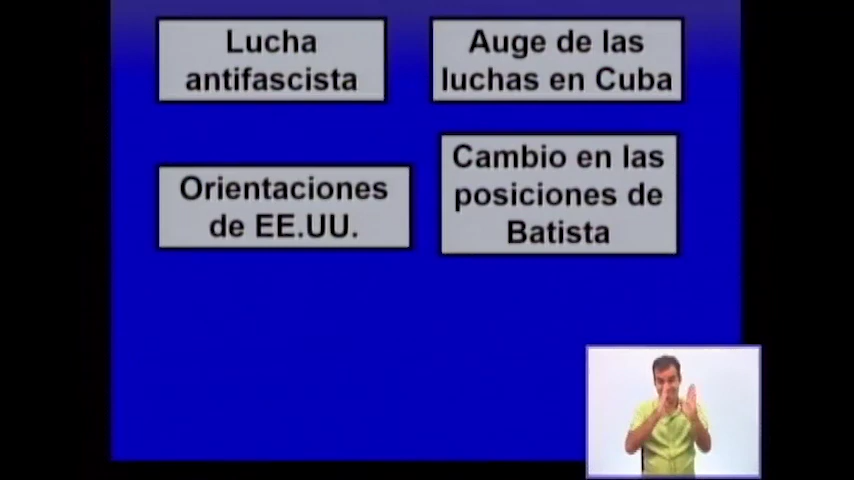 Lucha
antifascista
Auge de las
luchas en Cuba
Orientaciones
de EE.UU.
Cambio en las
posiciones de
Batista